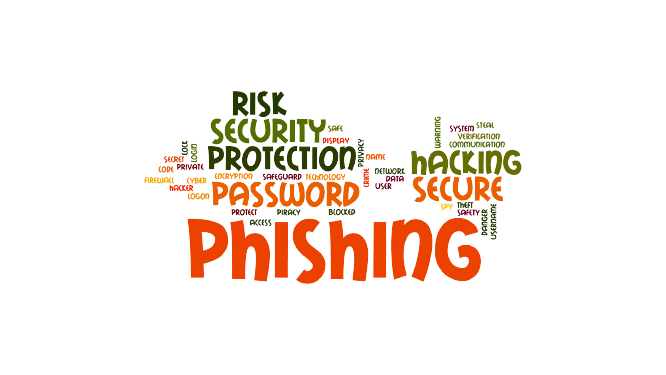 RISK
SECURITY
SAFE
DISPLAY
WARNING
SYSTEM
STEAL
VERIFICATION
COMMUNICATION
LOCK
LOGIN
SECRET
CODE
PRIVATE
PROTECTION
PRIVACY
NAME
HACKING
FIREWALL
CYBER
ENCRYPTION
SAFEGUARD
TECHNOLOGY
CRIME
NETWORK
DATA
USER
HACKER
LOGON
PASSWORD
SECURE
PROTECT
PIRACY
BLOCKED
SPY
THEFT
SAFETY
DANGER
USERNAME
ACCESS
PHISHING